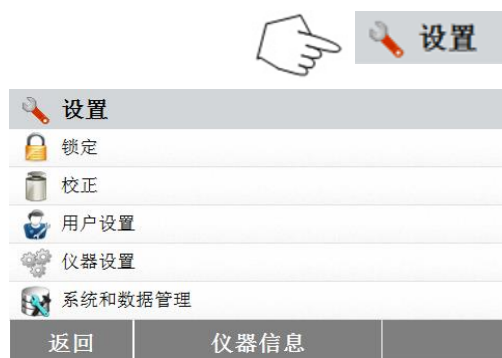 设置
设置
锁定
校正
用户设置
仪器设置
系统和数据管理
返回 仪器信息